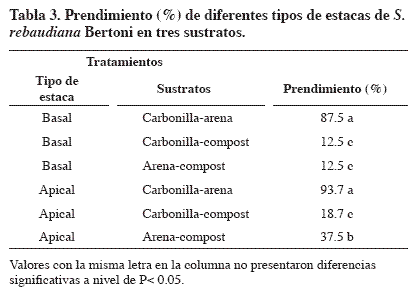 Tabla 3. Prendimiento (%) de diferentes tipos de estacas de S.
rebaudiana Bertoni en tres sustratos.
Tratamientos
Tipo de estaca Sustratos Prendimiento (%)
Basal Carbonilla-arena 87.5 a
Basal Carbonilla-compost 12.5 c
Basal Arena-compost 12.5 c
Apical Carbonilla-arena 93.7 a
Apical Carbonilla-compost 18.7 c
Apical Arena-compost 37.5 b
Valores con la misma letra en la columna no presentaron diferencias
significativas a nivel de P< 0.05.